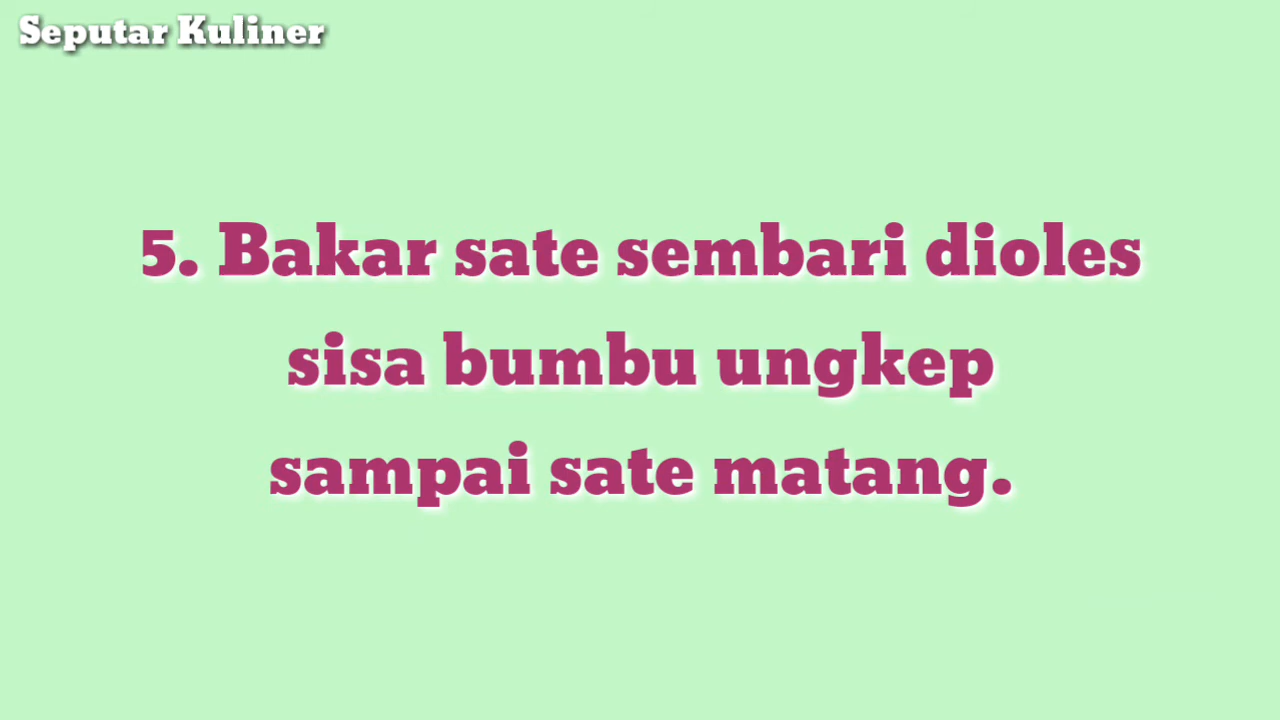 Seputar Kuliner
5. Bakar sate sembari dioles
sisa bumbu ungkep
sampai sate matang.